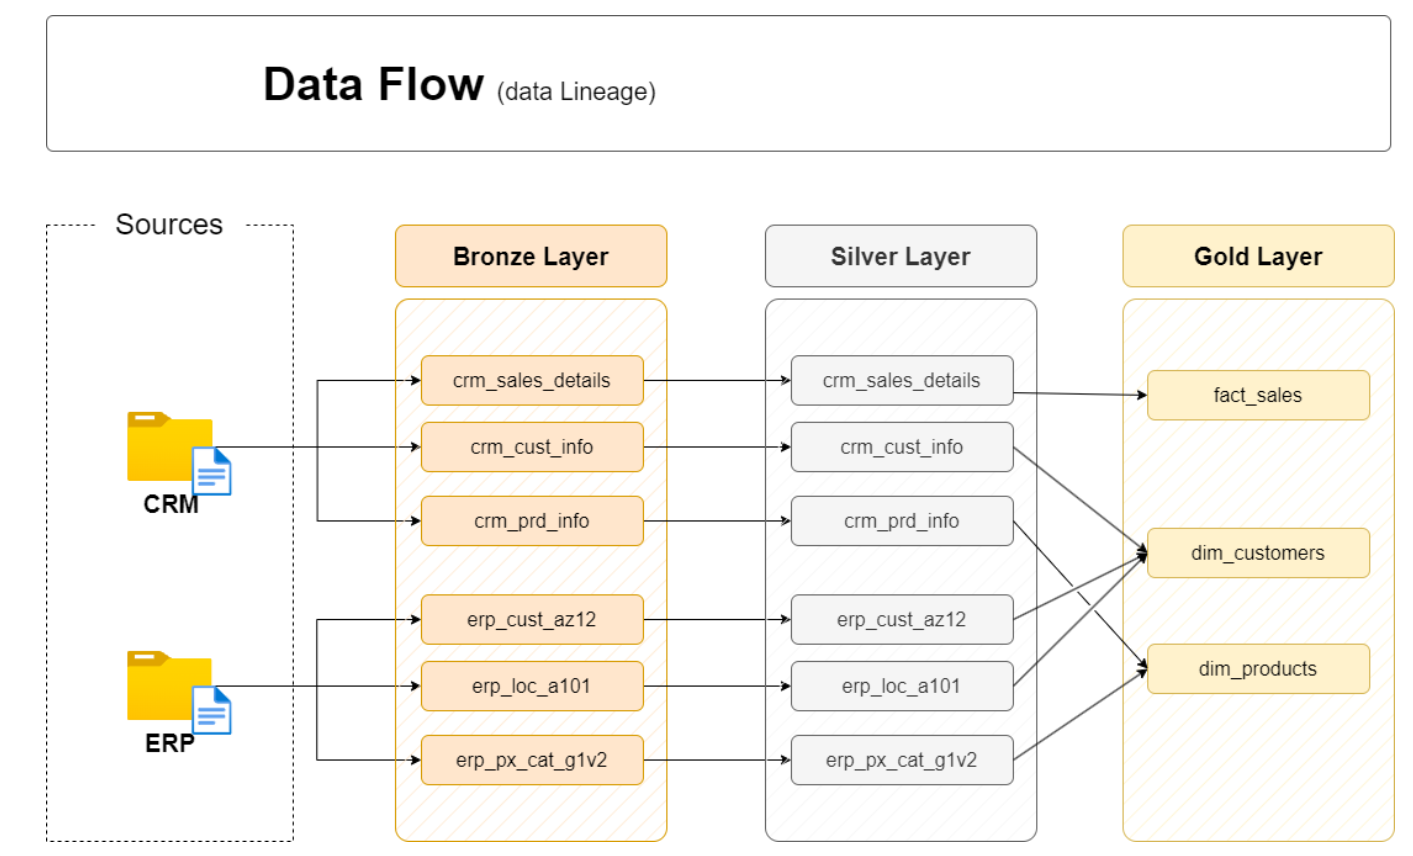 Data Flow (data Lineage)
Sources
CRM
ERP
Bronze Layer
crm_sales_details
crm_cust_info
crm_prd_info
erp_cust_az12
erp_loc_a101
erp_px_cat_g1v2
Silver Layer
crm_sales_details
crm_cust_info
crm_prd_info
erp_cust_az12
erp_loc_a101
erp_px_cat_g1v2
Gold Layer
fact_sales
dim_customers
dim_products